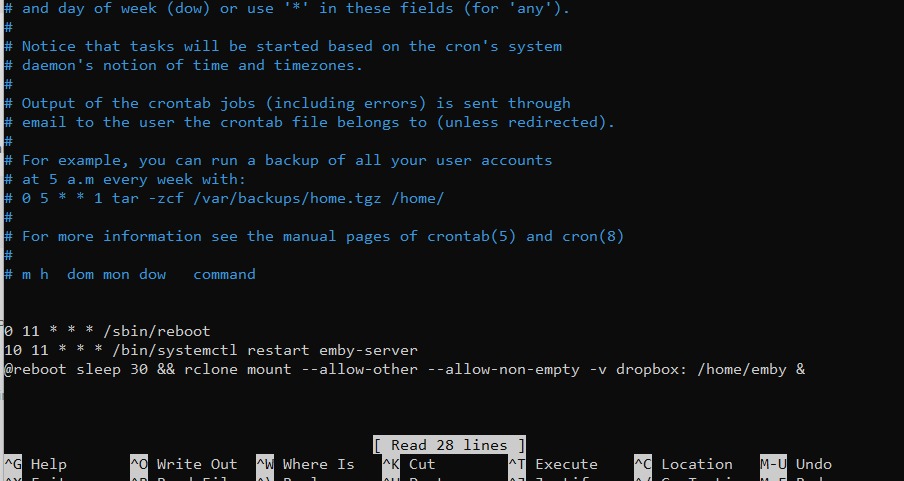 # and day of week (dow) or use '*' in these fields (for 'any').
#
# Notice that tasks will be started based on the cron's system
# daemon's notion of time and timezones.
#
# Output of the crontab jobs (including errors) is sent through
# email to the user the crontab file belongs to (unless redirected).
#
# For example, you can run a backup of all your user accounts
# at 5 a.m every week with:
# 0 5 * * 1 tar -zcf /var/backups/home.tgz /home/
#
# For more information see the manual pages of crontab(5) and cron(8)
#
# m h  dom mon dow   command
0 11 * * * /sbin/reboot
10 11 * * * /bin/systemctl restart emby-server
@reboot sleep 30 && rclone mount --allow-other --allow-non-empty -v dropbox: /home/emby &
[ Read 28 lines ]
^G Help ^O Write Out ^W Where Is ^K Cut ^T Execute ^C Location M-U Undo